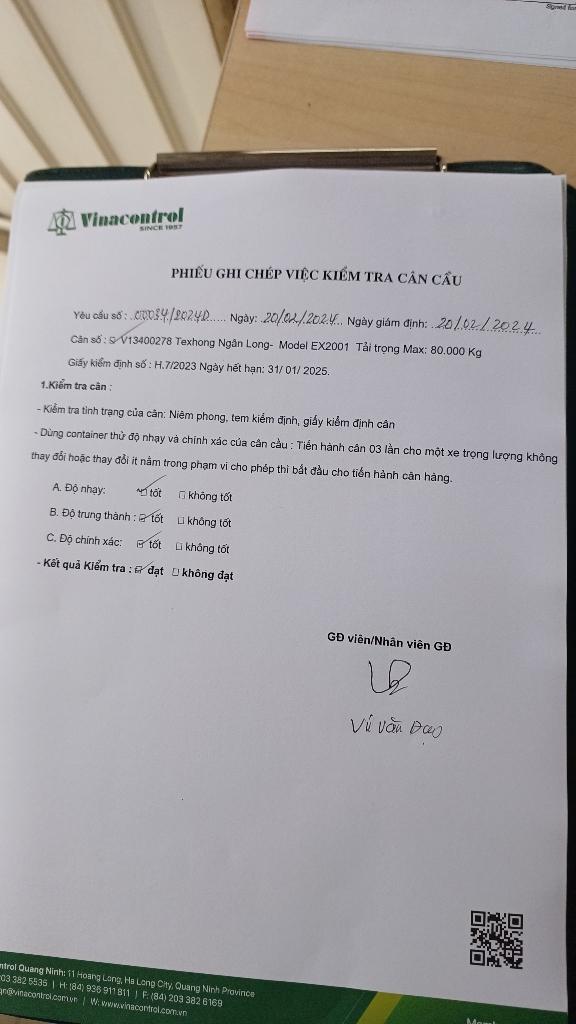 Signed for
Vinacontrol
SINCE 1957
PHIẾU GHI CHÉP VIỆC KIỂM TRA CÂN CẨU
Yêu cầu số : .00034/2024D..... Ngày: 20/02/2024.. Ngày giám định: ..20/02/2024...
Cân số : ☑ V13400278 Texhong Ngân Long- Model EX2001 Tải trọng Max: 80.000 Kg
Giấy kiểm định số : H.7/2023 Ngày hết hạn: 31/ 01/ 2025.
1.Kiểm tra cân :
- Kiểm tra tình trạng của cân: Niêm phong, tem kiểm định, giấy kiểm định cân
- Dùng container thử độ nhạy và chính xác của cân cẩu : Tiến hành cân 03 lần cho một xe trọng lượng không
thay đổi hoặc thay đổi ít nằm trong phạm vi cho phép thì bắt đầu cho tiến hành cân hàng.
A. Độ nhạy: ☑ tốt ☐ không tốt
B. Độ trung thành : ☑ tốt ☐ không tốt
C. Độ chính xác: ☑ tốt ☐ không tốt
- Kết quả Kiểm tra : ☑ đạt ☐ không đạt
GĐ viên/Nhân viên GĐ
Vũ Văn Đạo
ntrol Quang Ninh: 11 Hoang Long, Ha Long City, Quang Ninh Province
03 382 5535 | H: (84) 936 911 811 | F: (84) 203 382 6169
qn@vinacontrol.com.vn | W: www.vinacontrol.com.vn